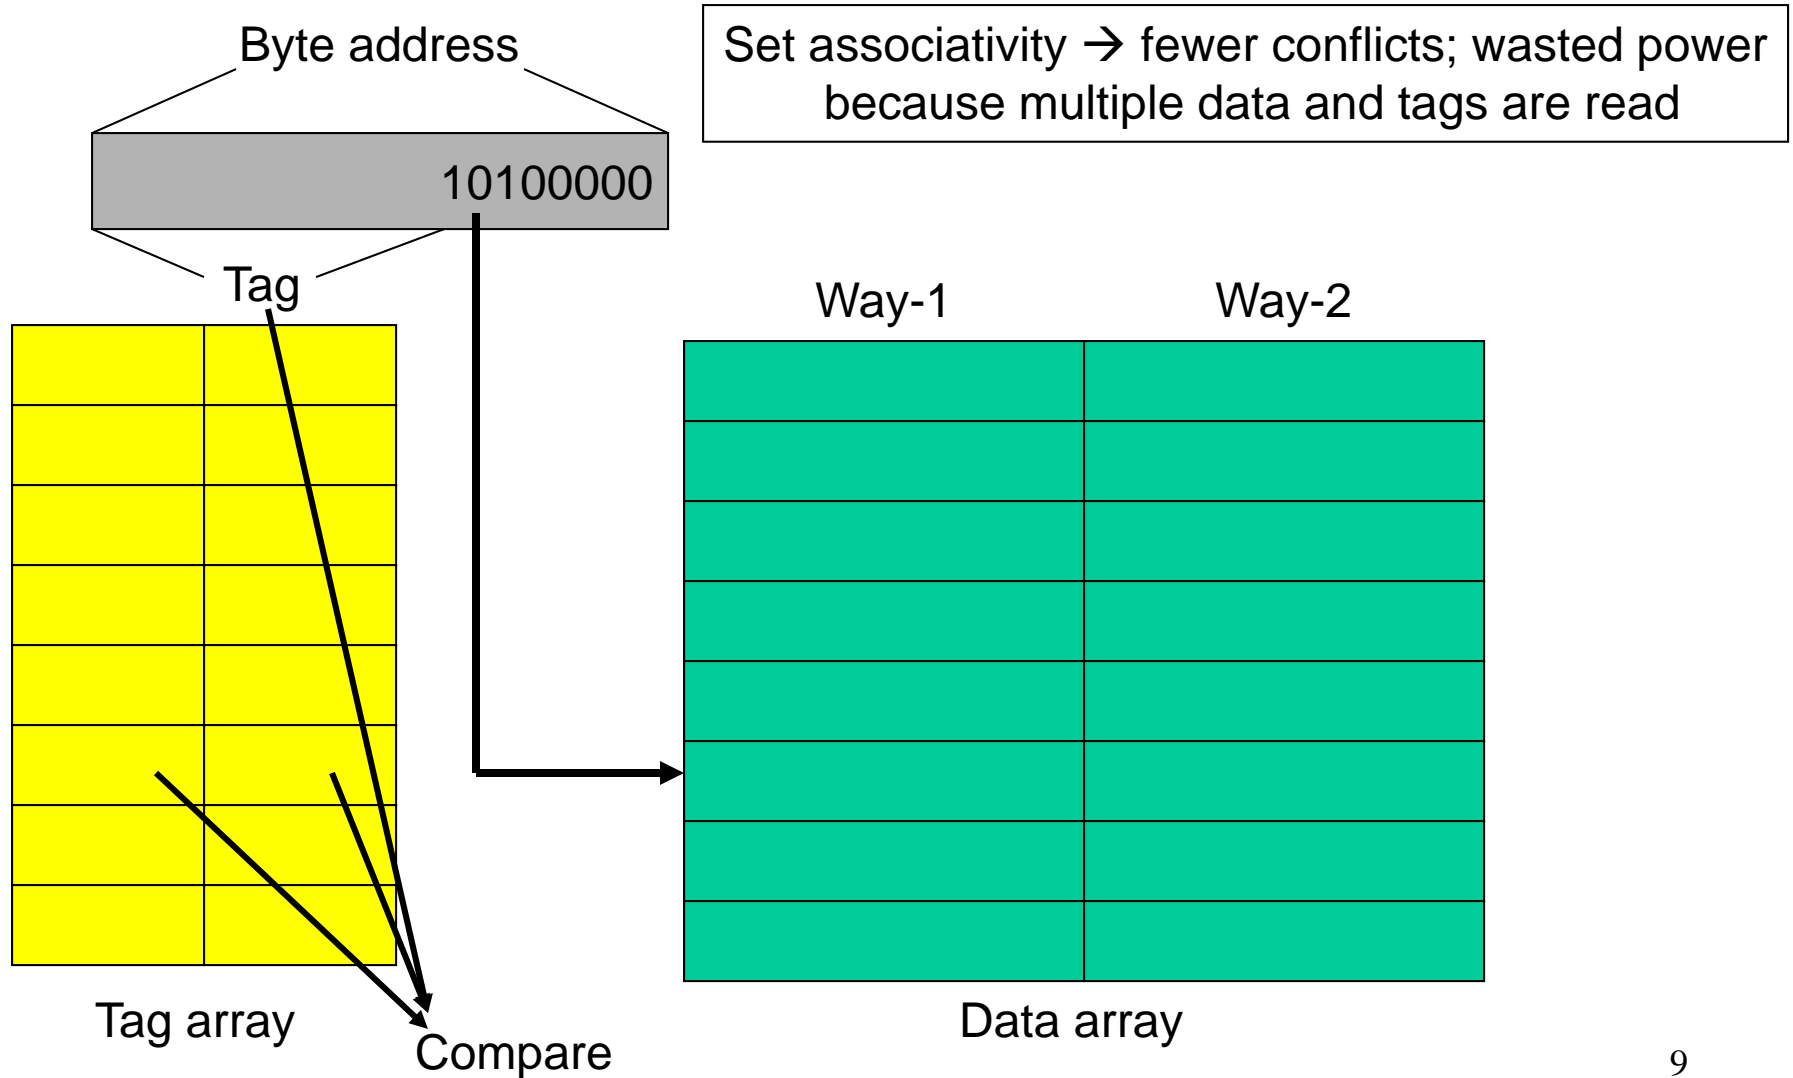 Byte address
Set associativity → fewer conflicts; wasted power
because multiple data and tags are read
10100000
Tag
Way-1
Way-2
Tag array
Data array
Compare
9